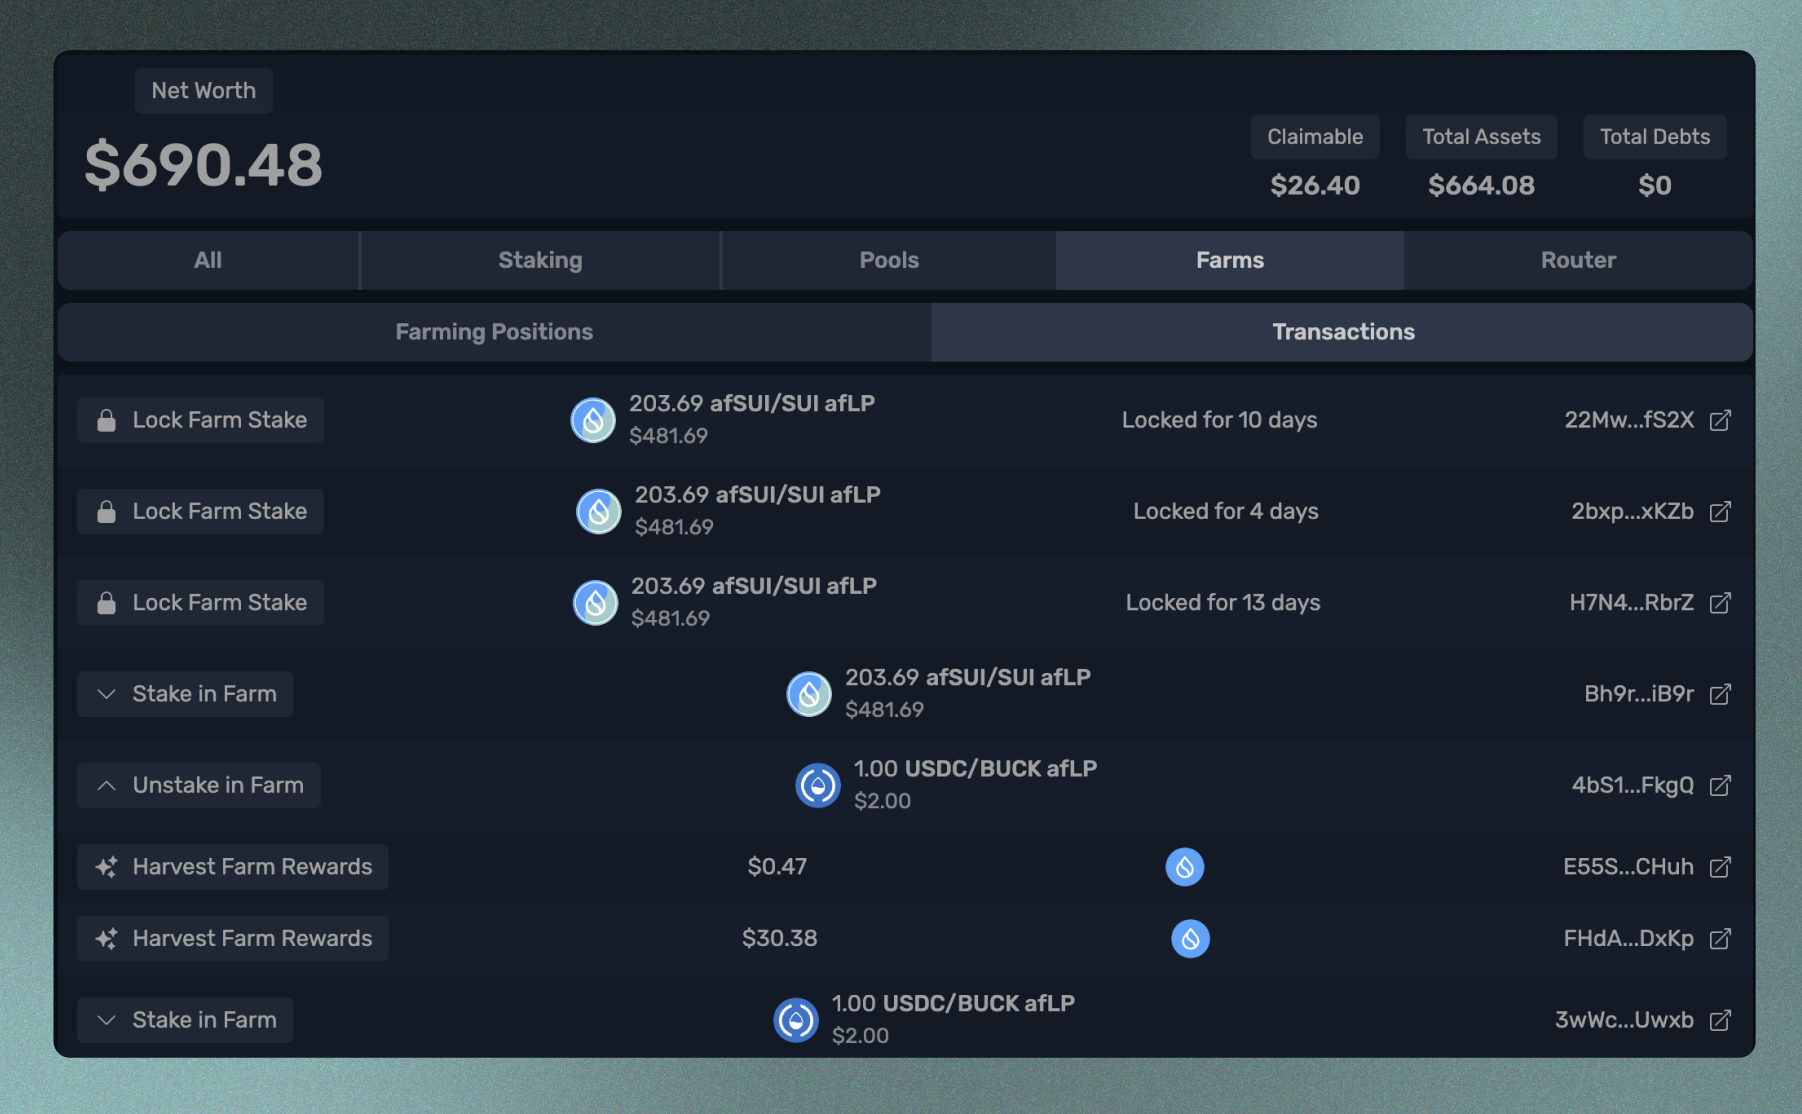 Net Worth
$690.48
Claimable
Total Assets
Total Debts
$26.40
$664.08
$0
All
Staking
Pools
Farms
Router
Farming Positions
Transactions
Lock Farm Stake
203.69 afSUI/SUI afLP
$481.69
Locked for 10 days
22Mw...fS2X
Lock Farm Stake
203.69 afSUI/SUI afLP
$481.69
Locked for 4 days
2bxp...xKZb
Lock Farm Stake
203.69 afSUI/SUI afLP
$481.69
Locked for 13 days
H7N4...RbrZ
Stake in Farm
203.69 afSUI/SUI afLP
$481.69
Bh9r...iB9r
Unstake in Farm
1.00 USDC/BUCK afLP
$2.00
4bS1...FkgQ
Harvest Farm Rewards
$0.47
E55S...CHuh
Harvest Farm Rewards
$30.38
FHdA...DxKp
Stake in Farm
1.00 USDC/BUCK afLP
$2.00
3wWc...Uwxb